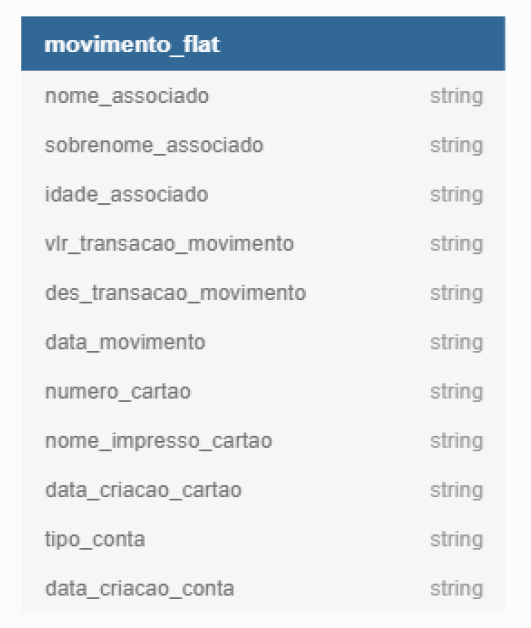 movimento_flat
nome_associado string
sobrenome_associado string
idade_associado string
vlr_transacao_movimento string
des_transacao_movimento string
data_movimento string
numero_cartao string
nome_impresso_cartao string
data_criacao_cartao string
tipo_conta string
data_criacao_conta string